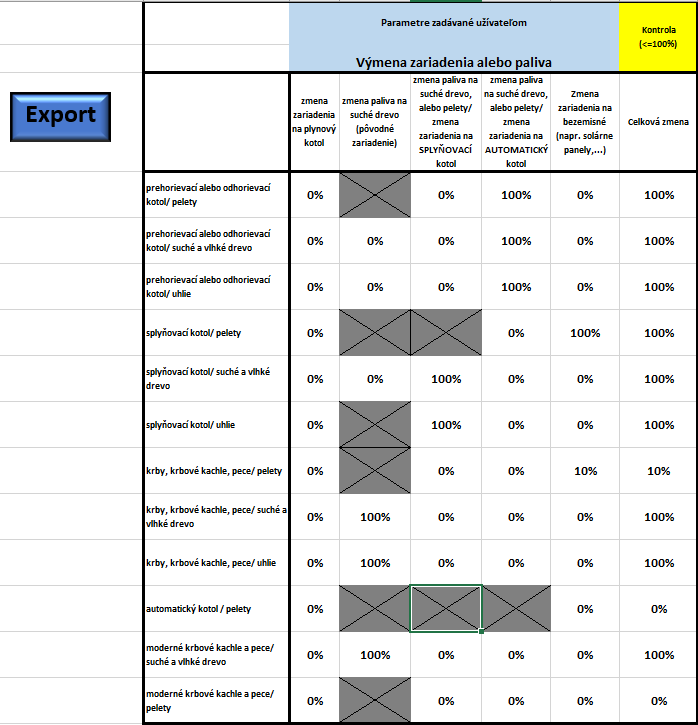 Parametre zadávané užívateľom
Kontrola
(<=100%)
Výmena zariadenia alebo paliva
Export
zmena
zariadenia
na plynový
kotol
zmena paliva na
suché drevo
(pôvodné
zariadenie)
zmena paliva na
suché drevo,
alebo pelety/
zmena
zariadenia na
SPLYŇOVACÍ
kotol
zmena paliva
na suché drevo,
alebo pelety/
zmena
zariadenia na
AUTOMATICKÝ
kotol
Zmena
zariadenia na
bezemisné
(napr. solárne
panely,...)
Celková zmena
prehorievací alebo odhorievací
kotol/ pelety
0% 0% 100% 0% 100%
prehorievací alebo odhorievací
kotol/ suché a vlhké drevo
0% 0% 0% 100% 0% 100%
prehorievací alebo odhorievací
kotol/ uhlie
0% 0% 0% 100% 0% 100%
splyňovací kotol/ pelety
0% 0% 100% 100%
splyňovací kotol/ suché a vlhké
drevo
0% 0% 100% 0% 0% 100%
splyňovací kotol/ uhlie
0% 100% 0% 0% 100%
krby, krbové kachle, pece/ pelety
0% 0% 0% 10% 10%
krby, krbové kachle, pece/ suché a
vlhké drevo
0% 100% 0% 0% 0% 100%
krby, krbové kachle, pece/ uhlie
0% 100% 0% 0% 0% 100%
automatický kotol / pelety
0% 0% 0%
moderné krbové kachle a pece/
suché a vlhké drevo
0% 100% 0% 0% 0% 100%
moderné krbové kachle a pece/
pelety
0% 0% 0% 0% 0%